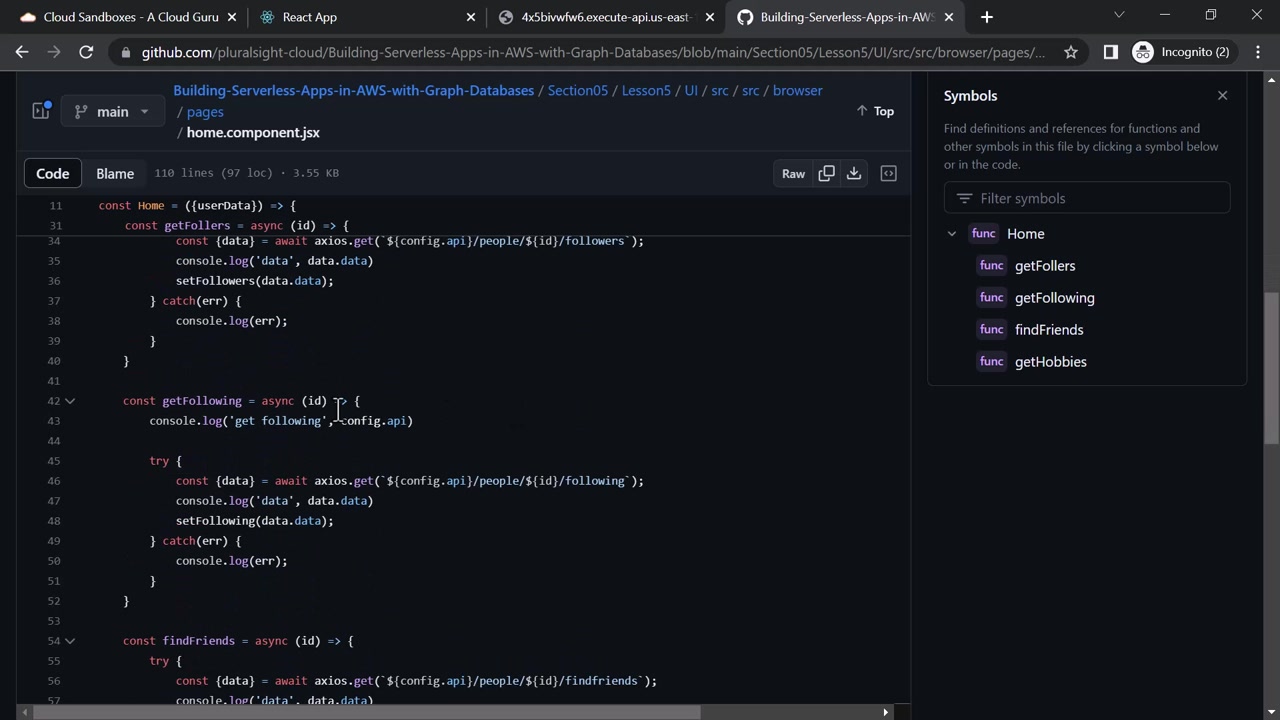 Cloud Sandboxes - A Cloud Guru
React App
4x5bivwfw6.execute-api.us-east-
Building-Serverless-Apps-in-AWS
github.com/pluralsight-cloud/Building-Serverless-Apps-in-AWS-with-Graph-Databases/blob/main/Section05/Lesson5/UI/src/src/browser/pages/...
Incognito (2)
main
Building-Serverless-Apps-in-AWS-with-Graph-Databases / Section05 / Lesson5 / UI / src / src / browser
/ pages
/ home.component.jsx
Top
Code
Blame
110 lines (97 loc) · 3.55 KB
Raw
11 const Home = ({userData}) => {
31 const getFollers = async (id) => {
34 const {data} = await axios.get(`${config.api}/people/${id}/followers`);
35 console.log('data', data.data)
36 setFollowers(data.data);
37 } catch(err) {
38 console.log(err);
39 }
40 }
41
42 const getFollowing = async (id) => {
43 console.log('get following', config.api)
44
45 try {
46 const {data} = await axios.get(`${config.api}/people/${id}/following`);
47 console.log('data', data.data)
48 setFollowing(data.data);
49 } catch(err) {
50 console.log(err);
51 }
52 }
53
54 const findFriends = async (id) => {
55 try {
56 const {data} = await axios.get(`${config.api}/people/${id}/findfriends`);
57 console.log('data', data.data)
Symbols
Find definitions and references for functions and
other symbols in this file by clicking a symbol below
or in the code.
Filter symbols
func Home
func getFollers
func getFollowing
func findFriends
func getHobbies